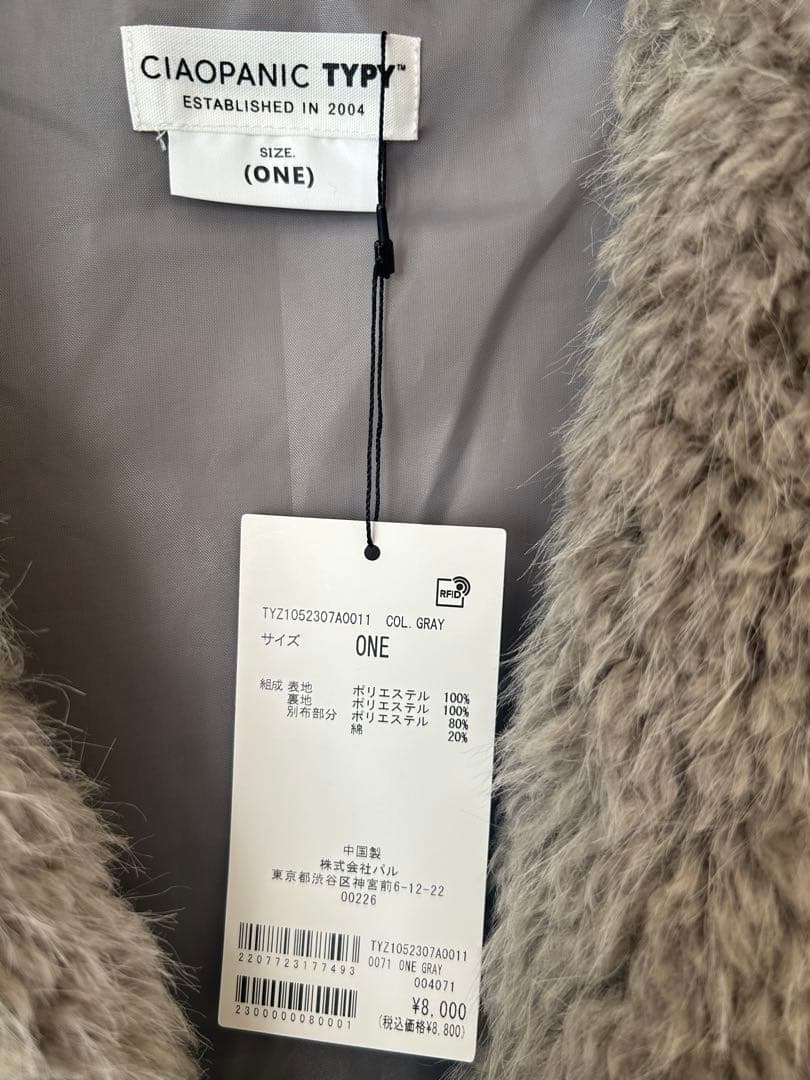 CIAOPANIC TYPY™
ESTABLISHED IN 2004
SIZE.
(ONE)
RFID
TYZ1052307A0011 COL.GRAY
サイズ ONE
組成 表地 ポリエステル 100%
裏地 ポリエステル 100%
別布部分 ポリエステル 80%
綿 20%
中国製
株式会社パル
東京都渋谷区神宮前6-12-22
00226
TYZ1052307A0011
2207723177493 0071 ONE GRAY
004071
¥8,000
2300000080001 (税込価格¥8,800)